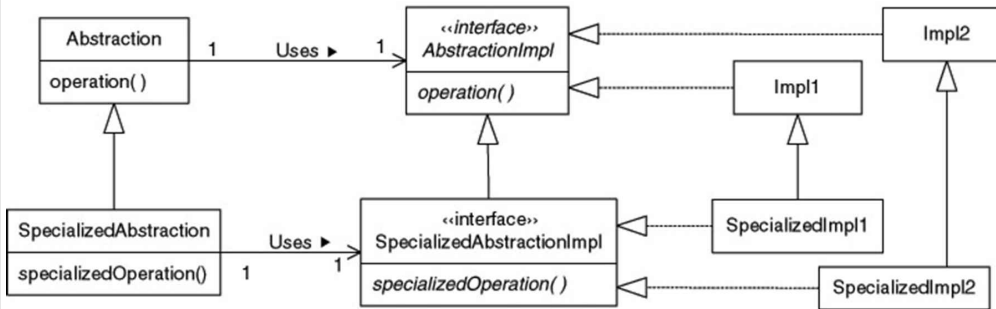 Abstraction
operation( )
1
Uses ►
1
‹‹interface››
AbstractionImpl
operation( )
Impl2
Impl1
SpecializedAbstraction
specializedOperation()
1
Uses ►
1
‹‹interface››
SpecializedAbstractionImpl
specializedOperation( )
SpecializedImpl1
SpecializedImpl2